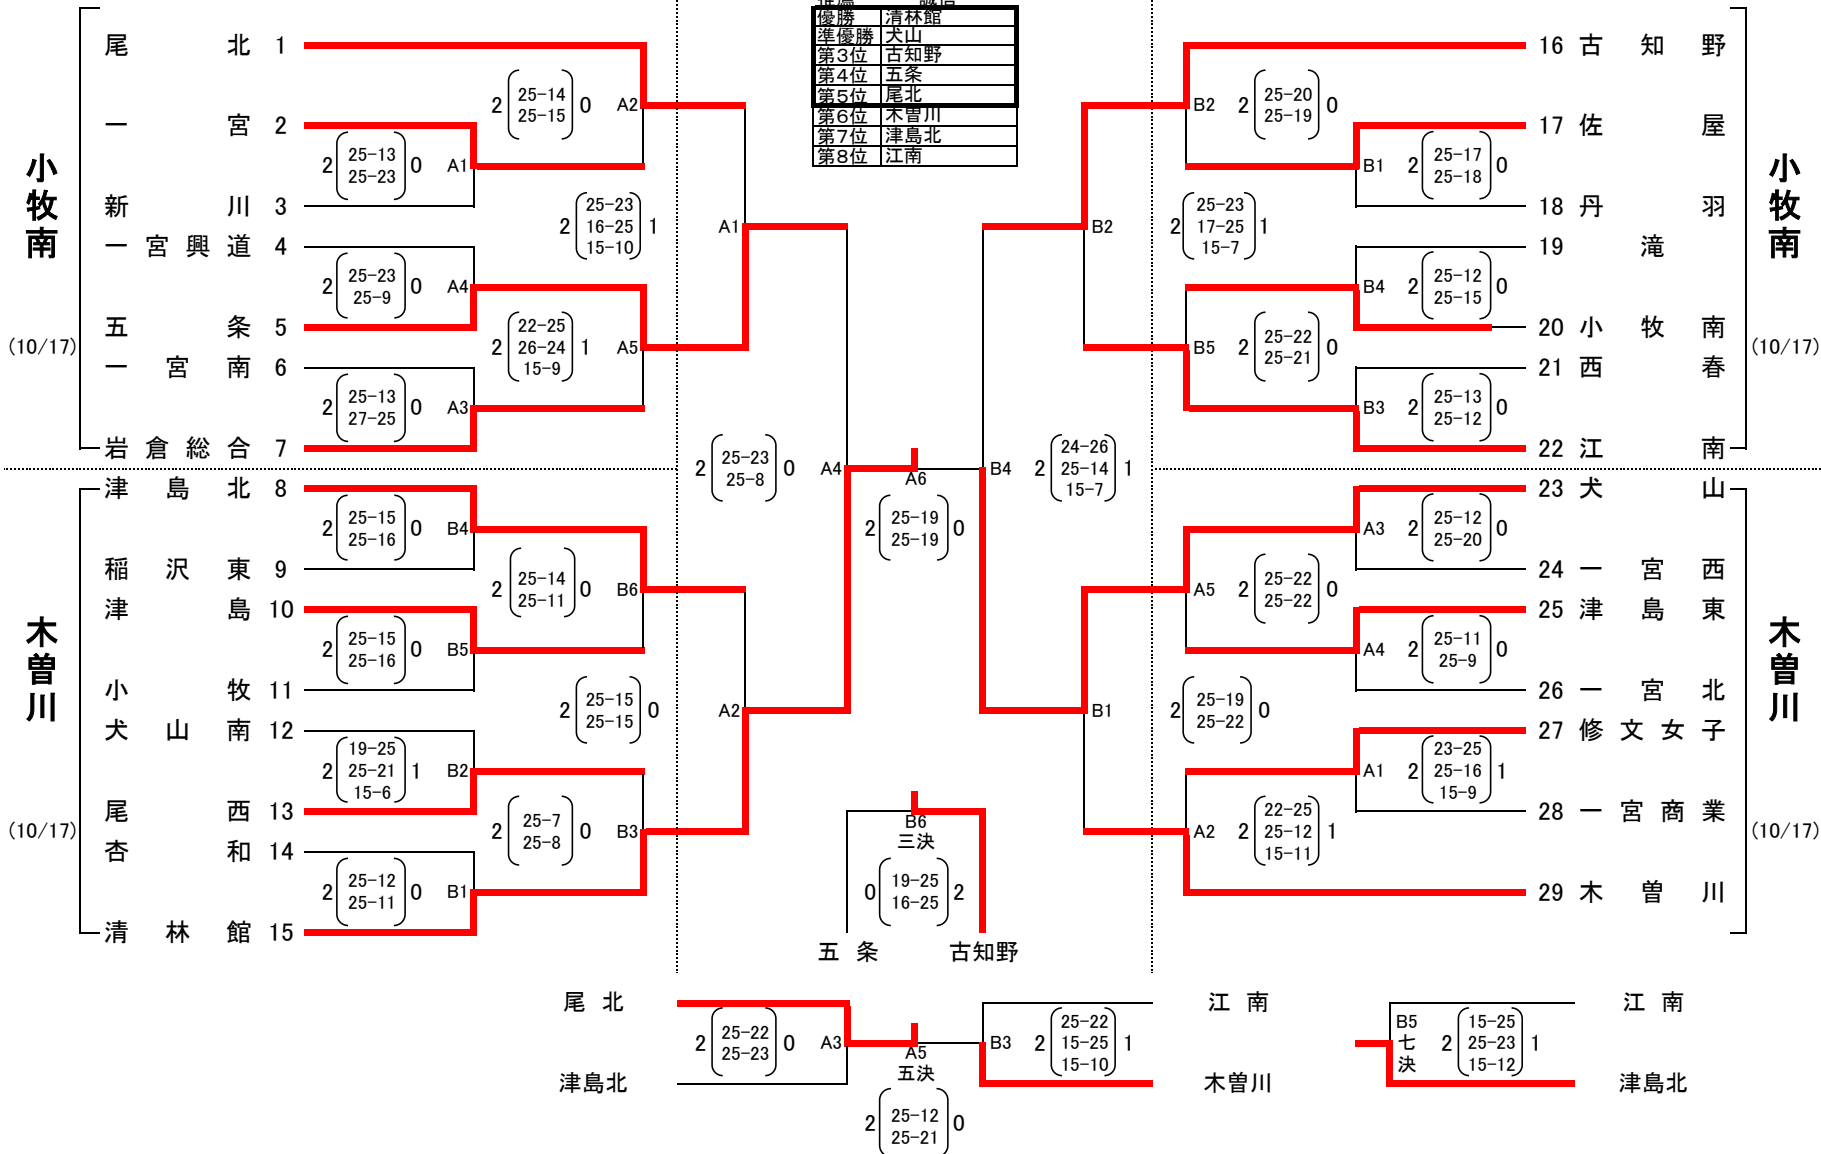 優勝 清林館
準優勝 犬山
第3位 古知野
第4位 五条
第5位 尾北
第6位 木曽川
第7位 津島北
第8位 江南
小牧南
(10/17)
尾北 1
一宮 2
新川 3
一宮興道 4
五条 5
一宮南 6
岩倉総合 7
2 25-14 25-15 0 A2
2 25-13 25-23 0 A1
2 25-23 16-25 15-10 1 A1
2 25-23 25-9 0 A4
2 22-25 26-24 15-9 1 A5
2 25-13 27-25 0 A3
木曽川
(10/17)
津島北 8
稲沢東 9
津島 10
小牧 11
犬山南 12
尾西 13
杏和 14
清林館 15
2 25-15 25-16 0 B4
2 25-14 25-11 0 B6
2 25-15 25-16 0 B5
2 25-15 25-15 0 A2
2 19-25 25-21 15-6 1 B2
2 25-7 25-8 0 B3
2 25-12 25-11 0 B1
2 25-23 25-8 0 A4
A6
2 25-19 25-19 0
B4 2 24-26 25-14 15-7 1
小牧南
(10/17)
16 古知野
17 佐屋
18 丹羽
19 滝
20 小牧南
21 西春
22 江南
B2 2 25-20 25-19 0
B1 2 25-17 25-18 0
B2 2 25-23 17-25 15-7 1
B4 2 25-12 25-15 0
B5 2 25-22 25-21 0
B3 2 25-13 25-12 0
木曽川
(10/17)
23 犬山
24 一宮西
25 津島東
26 一宮北
27 修文女子
28 一宮商業
29 木曽川
A3 2 25-12 25-20 0
A5 2 25-22 25-22 0
A4 2 25-11 25-9 0
B1 2 25-19 25-22 0
A1 2 23-25 25-16 15-9 1
A2 2 22-25 25-12 15-11 1
B6
三決
0 19-25 16-25 2
五条 古知野
尾北
津島北
2 25-22 25-23 0 A3
A5
五決
2 25-12 25-21 0
B3 2 25-22 15-25 15-10 1
江南
木曽川
B5
七決
2 15-25 25-23 15-12 1
江南
津島北